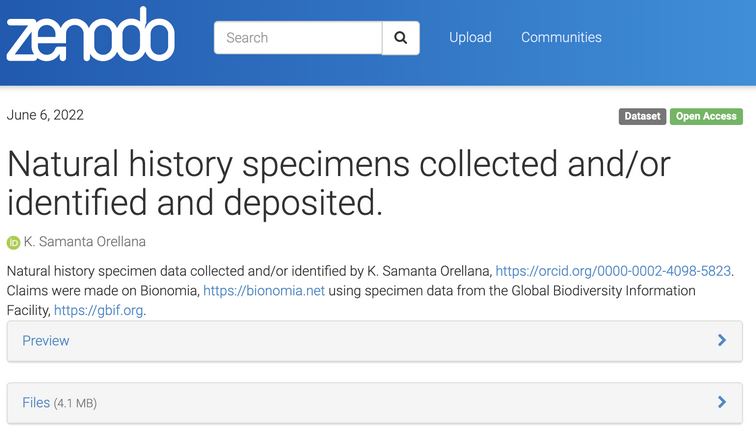 zenodo
Search
Upload
Communities
June 6, 2022
Dataset
Open Access
Natural history specimens collected and/or
identified and deposited.
iD K. Samanta Orellana
Natural history specimen data collected and/or identified by K. Samanta Orellana, https://orcid.org/0000-0002-4098-5823.
Claims were made on Bionomia, https://bionomia.net using specimen data from the Global Biodiversity Information
Facility, https://gbif.org.
Preview
Files (4.1 MB)